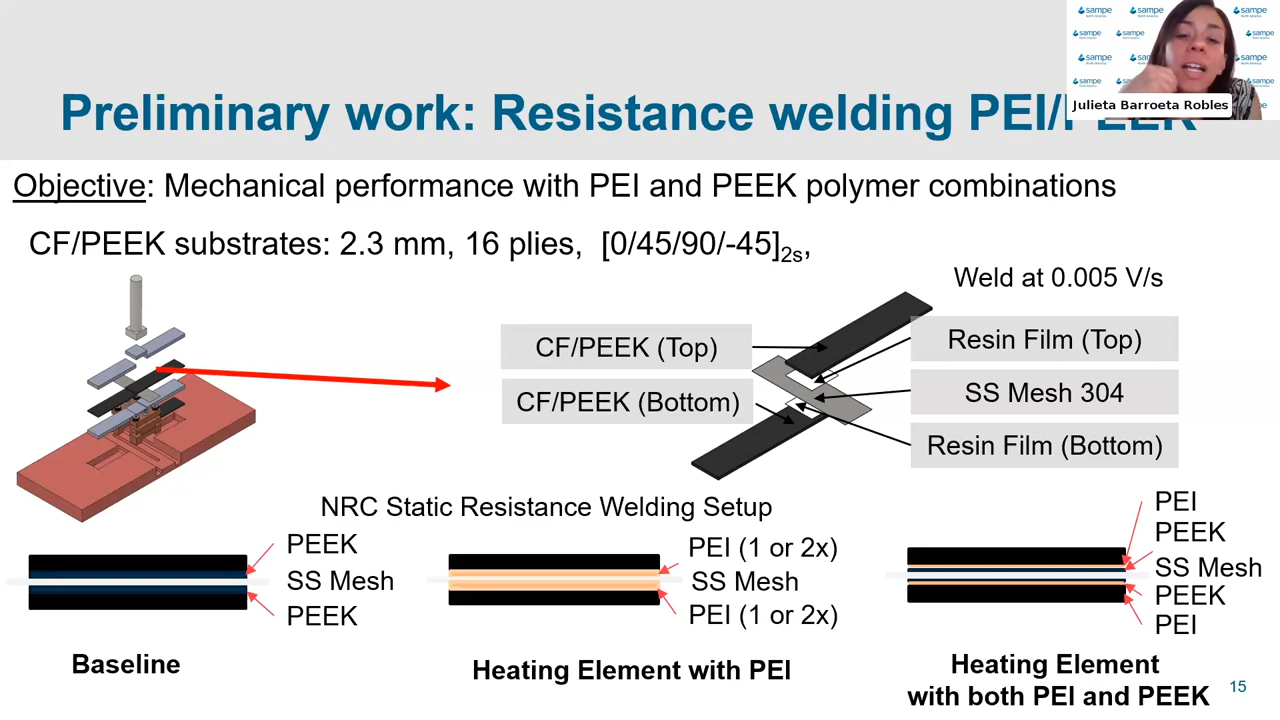 sampe
Julieta Barroeta Robles
Preliminary work: Resistance welding PEI/PEEK
Objective: Mechanical performance with PEI and PEEK polymer combinations
CF/PEEK substrates: 2.3 mm, 16 plies, [0/45/90/-45]2s,
Weld at 0.005 V/s
CF/PEEK (Top)
CF/PEEK (Bottom)
Resin Film (Top)
SS Mesh 304
Resin Film (Bottom)
NRC Static Resistance Welding Setup
PEEK
SS Mesh
PEEK
Baseline
PEI (1 or 2x)
SS Mesh
PEI (1 or 2x)
Heating Element with PEI
PEI
PEEK
SS Mesh
PEEK
PEI
Heating Element
with both PEI and PEEK
15